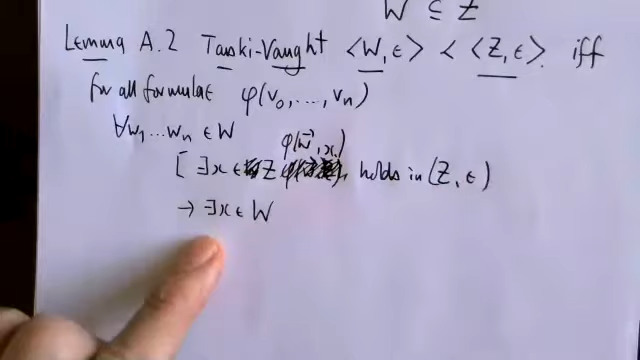 W ⊆ Z
Lemma A.2 Tarski-Vaught <W, ∈> < <Z, ∈>. iff
for all formulae φ(v₀, ..., vₙ)
∀w₁...wₙ ∈ W
φ(w⃗, x)
[ ∃x ∈ Z holds in (Z, ∈)
→ ∃x ∈ W